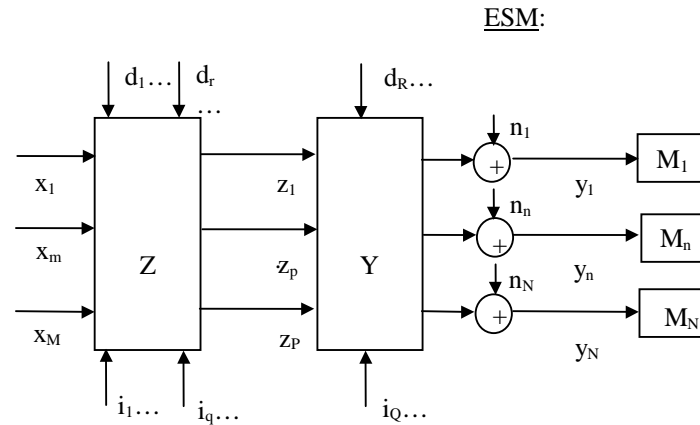 ESM:
d1… dr
… dR…
n1
x1 z1 + y1 M1
nn
xm Z .zp Y + yn Mn
nN
xM zP + yN MN
i1… iq… iQ…